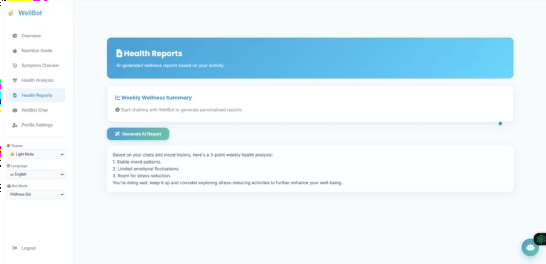 WellBot
Overview
Nutrition Guide
Symptom Checker
Health Analysis
Health Reports
WellBot Chat
Profile Settings
Theme
Light Mode
Language
English
Bot Mode
Wellness Bot
Logout
Health Reports
AI-generated wellness report based on your activity.
Weekly Wellness Summary
Start chatting with WellBot to generate personalized reports.
Generate AI Report
Based on your chats and mood history, here's a 3-point weekly health analysis:
1. Stable mood patterns.
2. Limited emotional fluctuations.
3. Room for stress reduction.
You're doing well, keep it up and consider exploring stress-reducing activities to further enhance your well-being.